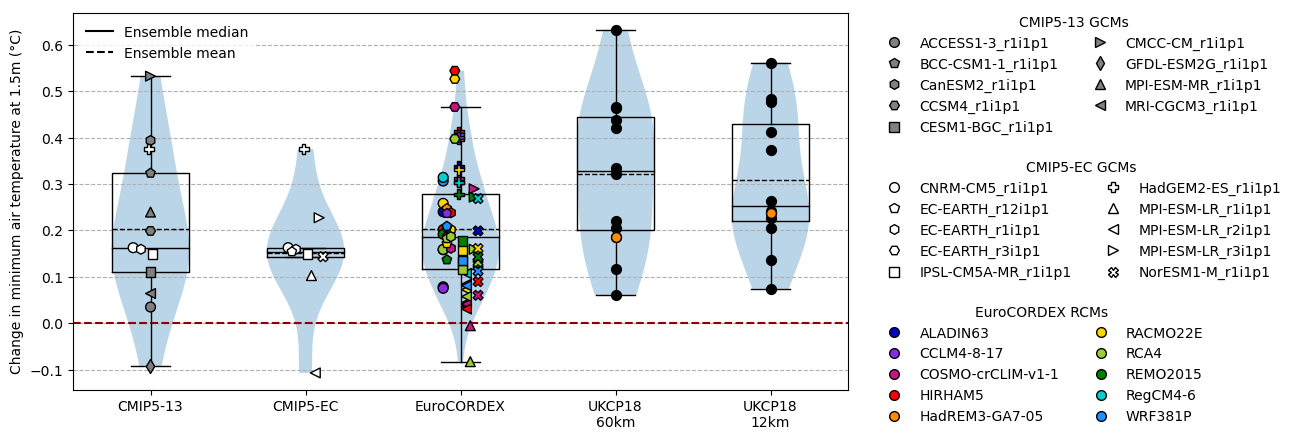 Change in minimum air temperature at 1.5m (°C)
0.6
0.5
0.4
0.3
0.2
0.1
0.0
−0.1
Ensemble median
Ensemble mean
CMIP5-13
CMIP5-EC
EuroCORDEX
UKCP18
60km
UKCP18
12km
CMIP5-13 GCMs
ACCESS1-3_r1i1p1
BCC-CSM1-1_r1i1p1
CanESM2_r1i1p1
CCSM4_r1i1p1
CESM1-BGC_r1i1p1
CMCC-CM_r1i1p1
GFDL-ESM2G_r1i1p1
MPI-ESM-MR_r1i1p1
MRI-CGCM3_r1i1p1
CMIP5-EC GCMs
CNRM-CM5_r1i1p1
EC-EARTH_r12i1p1
EC-EARTH_r1i1p1
EC-EARTH_r3i1p1
IPSL-CM5A-MR_r1i1p1
HadGEM2-ES_r1i1p1
MPI-ESM-LR_r1i1p1
MPI-ESM-LR_r2i1p1
MPI-ESM-LR_r3i1p1
NorESM1-M_r1i1p1
EuroCORDEX RCMs
ALADIN63
CCLM4-8-17
COSMO-crCLIM-v1-1
HIRHAM5
HadREM3-GA7-05
RACMO22E
RCA4
REMO2015
RegCM4-6
WRF381P